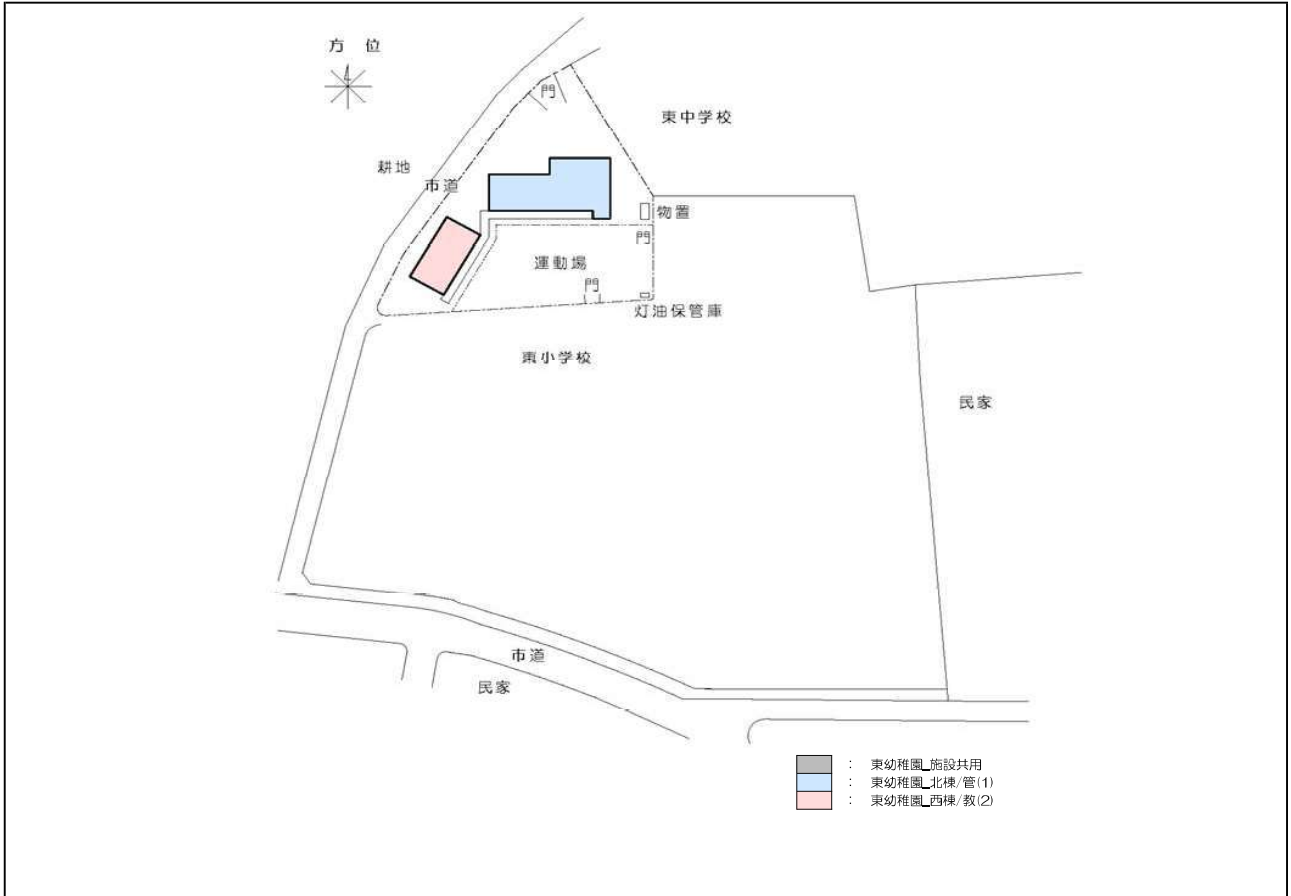 方 位
門
東中学校
耕地
市道
物置
門
運動場
門
灯油保管庫
東小学校
民家
市道
民家
： 東幼稚園_施設共用
： 東幼稚園_北棟/管(1)
： 東幼稚園_西棟/教(2)